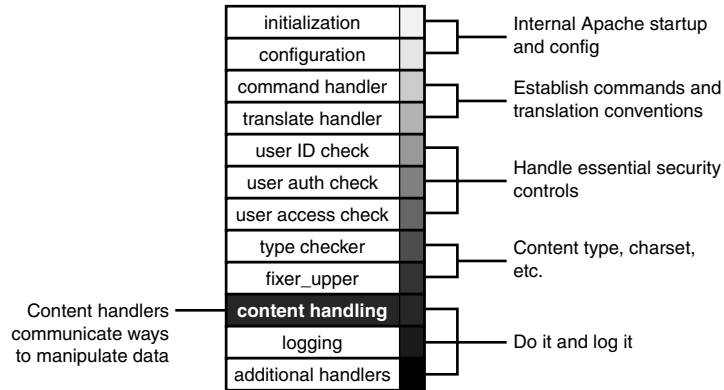 initialization
configuration
command handler
translate handler
user ID check
user auth check
user access check
type checker
fixer_upper
content handling
logging
additional handlers
Internal Apache startup
and config
Establish commands and
translation conventions
Handle essential security
controls
Content type, charset,
etc.
Do it and log it
Content handlers
communicate ways
to manipulate data